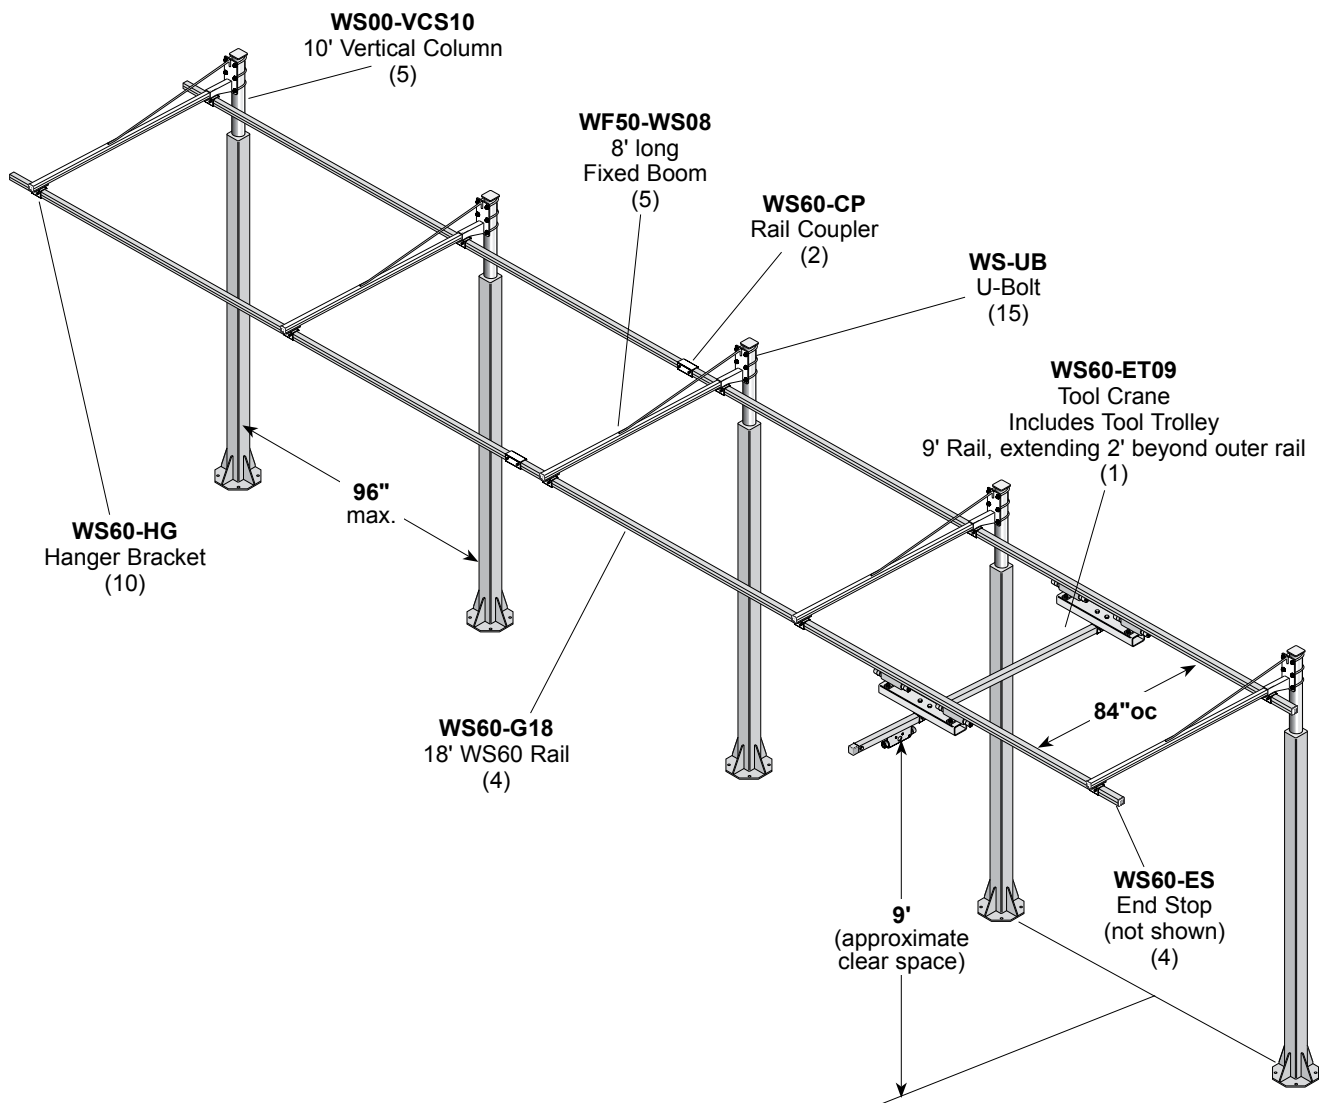 WS00-VCS10
10' Vertical Column
(5)
WF50-WS08
8' long
Fixed Boom
(5)
WS60-CP
Rail Coupler
(2)
WS-UB
U-Bolt
(15)
WS60-ET09
Tool Crane
Includes Tool Trolley
9' Rail, extending 2' beyond outer rail
(1)
96"
max.
WS60-HG
Hanger Bracket
(10)
84"oc
WS60-G18
18' WS60 Rail
(4)
WS60-ES
End Stop
(not shown)
(4)
9'
(approximate
clear space)